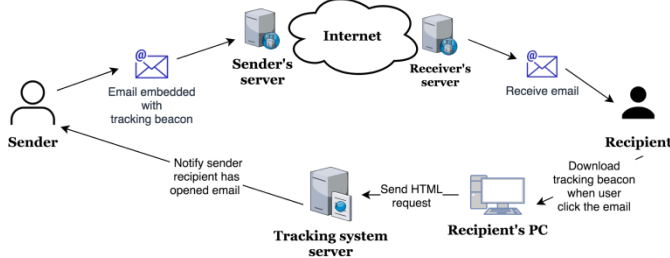 Internet
Sender's
server
Receiver's
server
Email embedded
with
tracking beacon
Receive email
Sender
Recipient
Notify sender
recipient has
opened email
Send HTML
request
Download
tracking beacon
when user
click the email
Tracking system
server
Recipient's PC